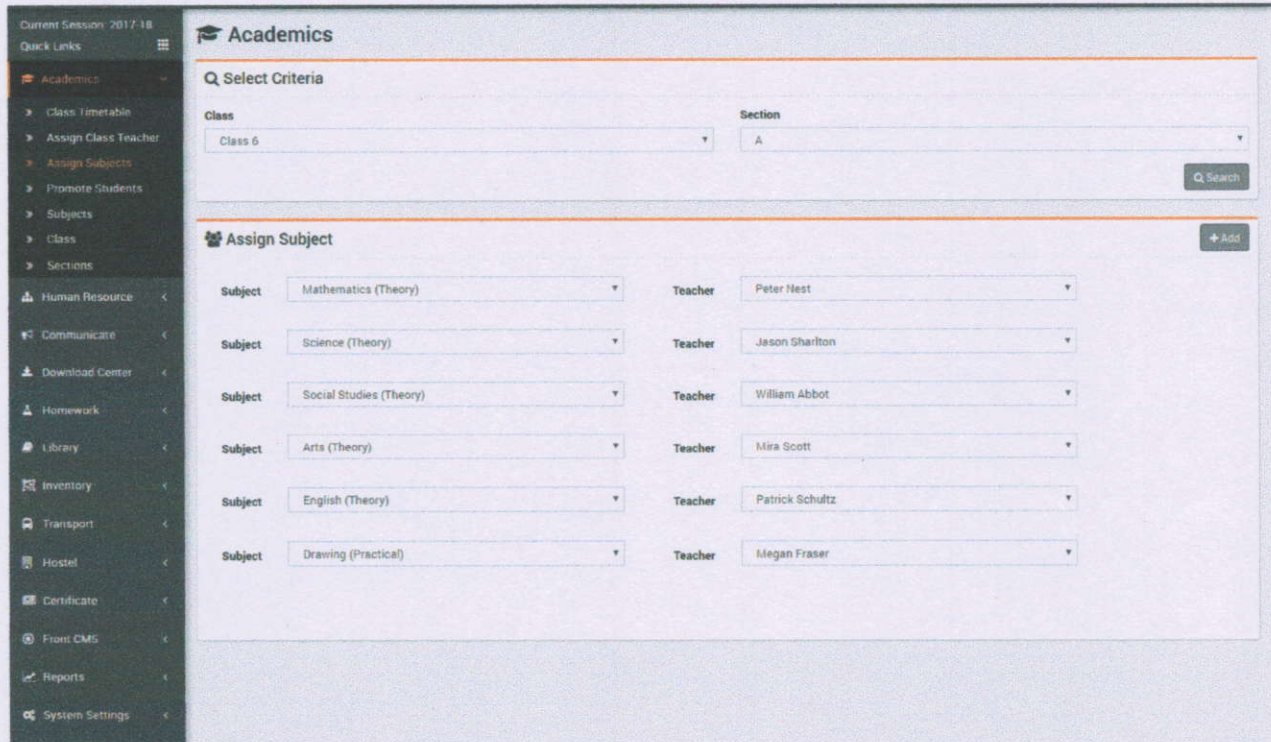 Current Session: 2017-18
Quick Links
Academics
Class Timetable
Assign Class Teacher
Assign Subjects
Promote Students
Subjects
Class
Sections
Human Resource
Communicate
Download Center
Homework
Library
Inventory
Transport
Hostel
Certificate
Front CMS
Reports
System Settings
Academics
Select Criteria
Class
Section
Class 6
A
Search
Assign Subject
+ Add
Subject Mathematics (Theory) Teacher Peter Nest
Subject Science (Theory) Teacher Jason Sharlton
Subject Social Studies (Theory) Teacher William Abbot
Subject Arts (Theory) Teacher Mira Scott
Subject English (Theory) Teacher Patrick Schultz
Subject Drawing (Practical) Teacher Megan Fraser